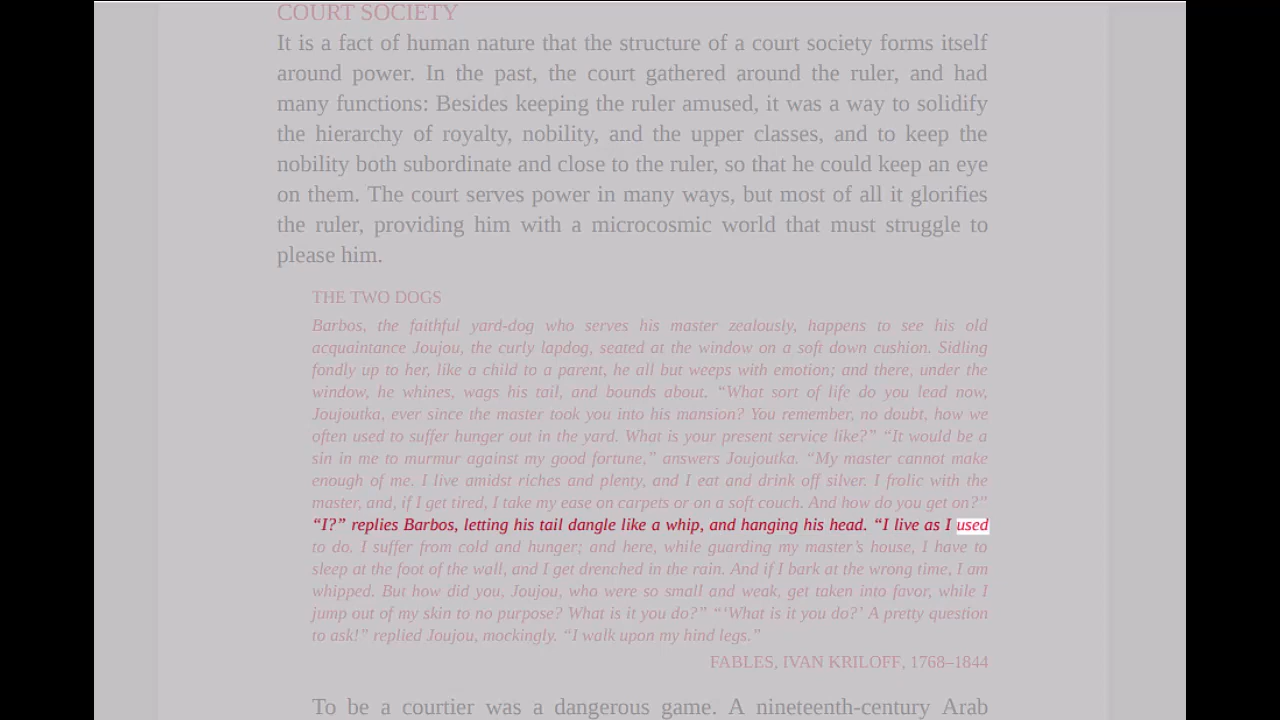 COURT SOCIETY
It is a fact of human nature that the structure of a court society forms itself
around power. In the past, the court gathered around the ruler, and had
many functions: Besides keeping the ruler amused, it was a way to solidify
the hierarchy of royalty, nobility, and the upper classes, and to keep the
nobility both subordinate and close to the ruler, so that he could keep an eye
on them. The court serves power in many ways, but most of all it glorifies
the ruler, providing him with a microcosmic world that must struggle to
please him.
THE TWO DOGS
Barbos, the faithful yard-dog who serves his master zealously, happens to see his old
acquaintance Joujou, the curly lapdog, seated at the window on a soft down cushion. Sidling
fondly up to her, like a child to a parent, he all but weeps with emotion; and there, under the
window, he whines, wags his tail, and bounds about. “What sort of life do you lead now,
Joujoutka, ever since the master took you into his mansion? You remember, no doubt, how we
often used to suffer hunger out in the yard. What is your present service like?” “It would be a
sin in me to murmur against my good fortune,” answers Joujoutka. “My master cannot make
enough of me. I live amidst riches and plenty, and I eat and drink off silver. I frolic with the
master, and, if I get tired, I take my ease on carpets or on a soft couch. And how do you get on?”
“I?” replies Barbos, letting his tail dangle like a whip, and hanging his head. “I live as I used
to do. I suffer from cold and hunger; and here, while guarding my master’s house, I have to
sleep at the foot of the wall, and I get drenched in the rain. And if I bark at the wrong time, I am
whipped. But how did you, Joujou, who were so small and weak, get taken into favor, while I
jump out of my skin to no purpose? What is it you do?” “‘What is it you do?’ A pretty question
to ask!” replied Joujou, mockingly. “I walk upon my hind legs.”
FABLES, IVAN KRILOFF, 1768–1844
To be a courtier was a dangerous game. A nineteenth-century Arab